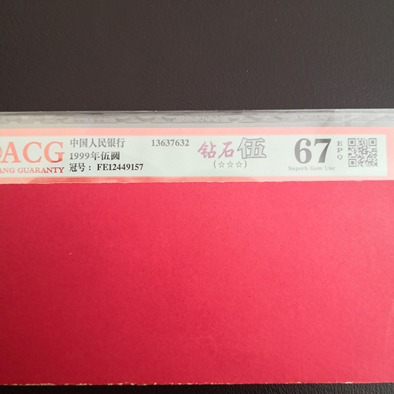 ACG
ANG GUARANTY
中国人民银行
1999年伍圆
冠号：FE12449157
13637632
钻石伍
(☆☆☆)
67
EPQ
Superb Gem Unc